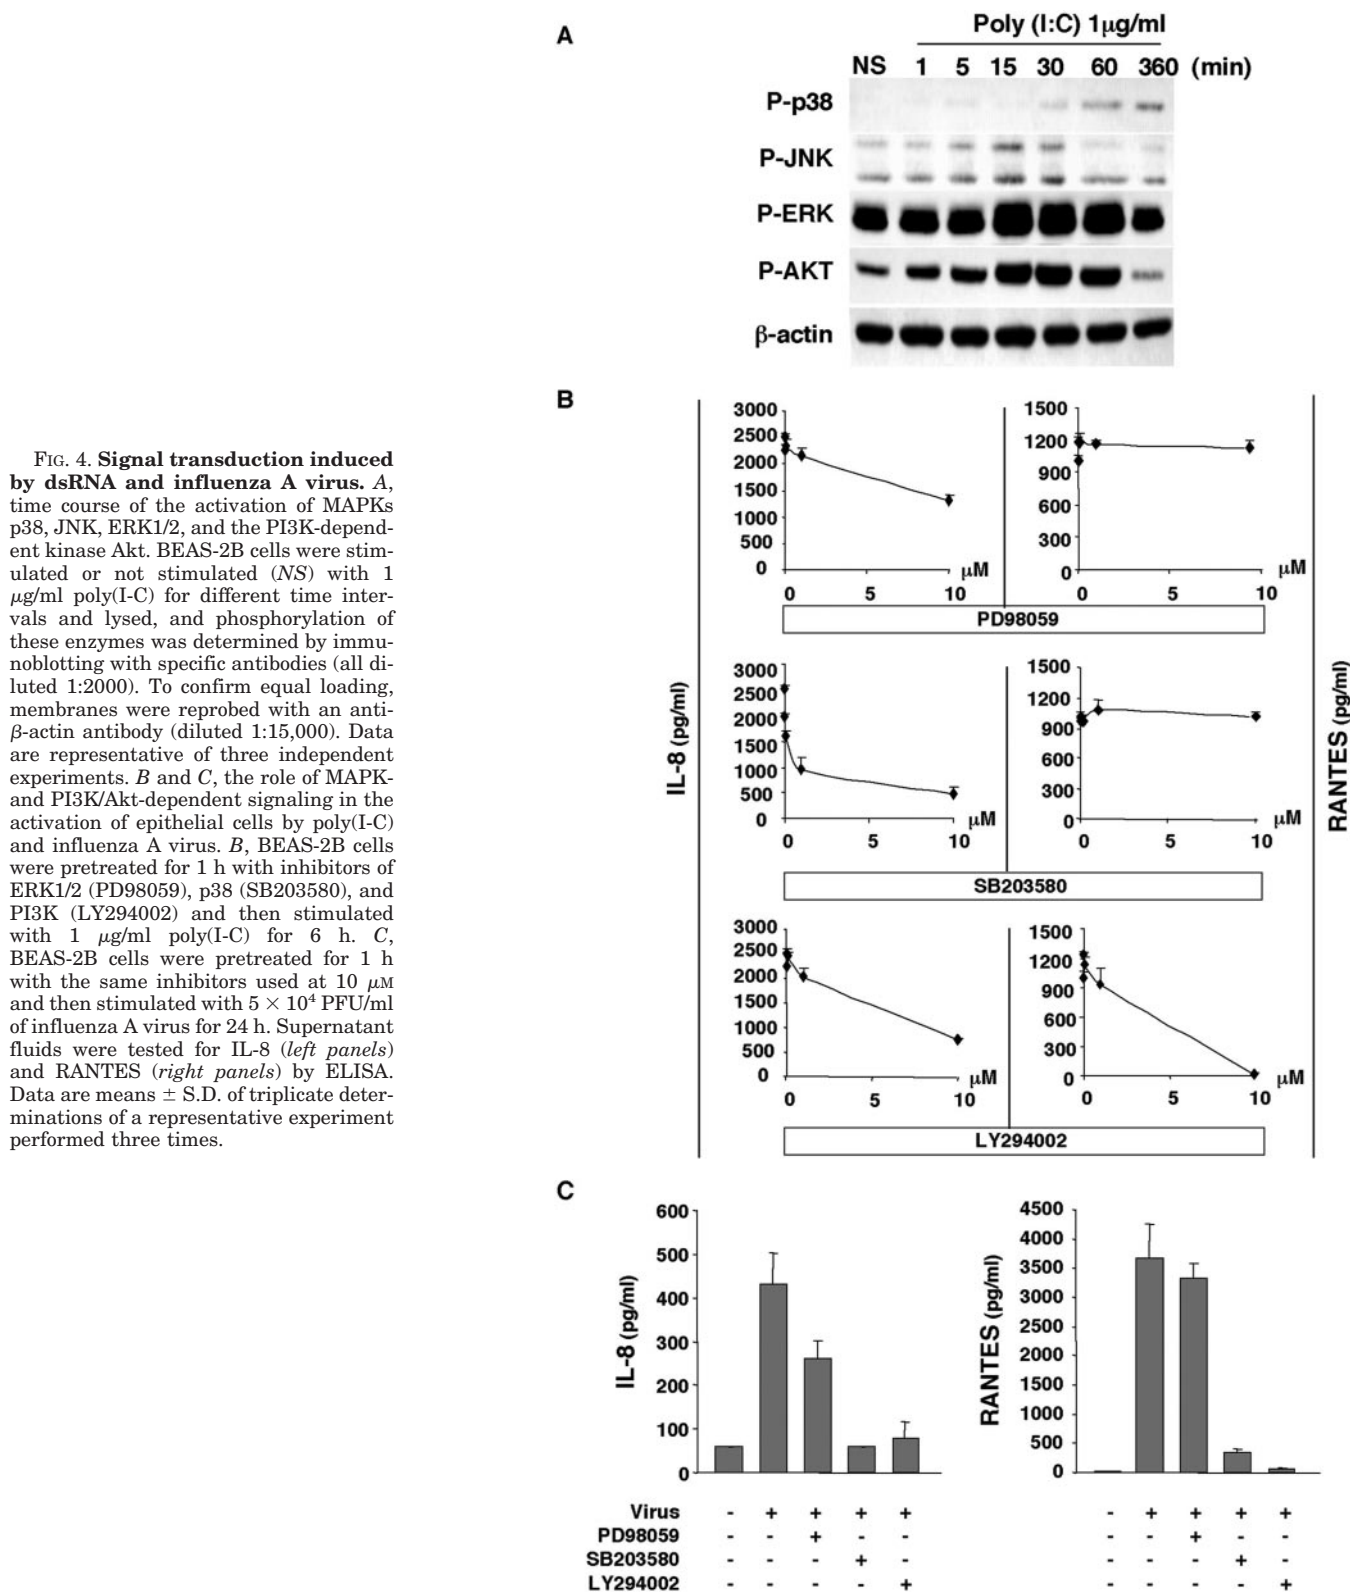 A
Poly (I:C) 1µg/ml
NS 1 5 15 30 60 360 (min)
P-p38
P-JNK
P-ERK
P-AKT
β-actin
FIG. 4. Signal transduction induced
by dsRNA and influenza A virus. A,
time course of the activation of MAPKs
p38, JNK, ERK1/2, and the PI3K-depend-
ent kinase Akt. BEAS-2B cells were stim-
ulated or not stimulated (NS) with 1
µg/ml poly(I-C) for different time inter-
vals and lysed, and phosphorylation of
these enzymes was determined by immu-
noblotting with specific antibodies (all di-
luted 1:2000). To confirm equal loading,
membranes were reprobed with an anti-
β-actin antibody (diluted 1:15,000). Data
are representative of three independent
experiments. B and C, the role of MAPK-
and PI3K/Akt-dependent signaling in the
activation of epithelial cells by poly(I-C)
and influenza A virus. B, BEAS-2B cells
were pretreated for 1 h with inhibitors of
ERK1/2 (PD98059), p38 (SB203580), and
PI3K (LY294002) and then stimulated
with 1 µg/ml poly(I-C) for 6 h. C,
BEAS-2B cells were pretreated for 1 h
with the same inhibitors used at 10 µM
and then stimulated with 5 × 10⁴ PFU/ml
of influenza A virus for 24 h. Supernatant
fluids were tested for IL-8 (left panels)
and RANTES (right panels) by ELISA.
Data are means ± S.D. of triplicate deter-
minations of a representative experiment
performed three times.
B
IL-8 (pg/ml)
RANTES (pg/ml)
3000
2500
2000
1500
1000
500
0
µM
0 5 10
1500
1200
900
600
300
0
µM
0 5 10
PD98059
3000
2500
2000
1500
1000
500
0
µM
5 10
1500
1200
900
600
300
0
µM
0 5 10
SB203580
3000
2500
2000
1500
1000
500
0
µM
0 5 10
1500
1200
900
600
300
0
µM
0 5 10
LY294002
C
IL-8 (pg/ml)
600
500
400
300
200
100
0
RANTES (pg/ml)
4500
4000
3500
3000
2500
2000
1500
1000
500
0
Virus - + + + + - + + + +
PD98059 - - + - - - - + - -
SB203580 - - - + - - - - + -
LY294002 - - - - + - - - - +